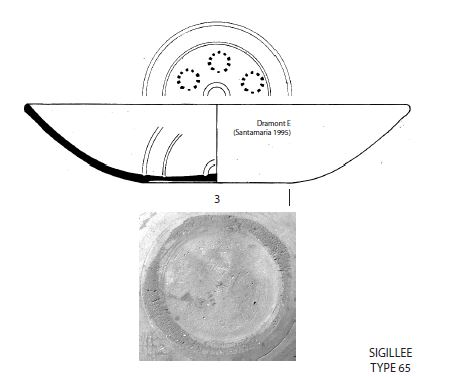 Dramont E
(Santamaria 1995)
3
SIGILLEE
TYPE 65